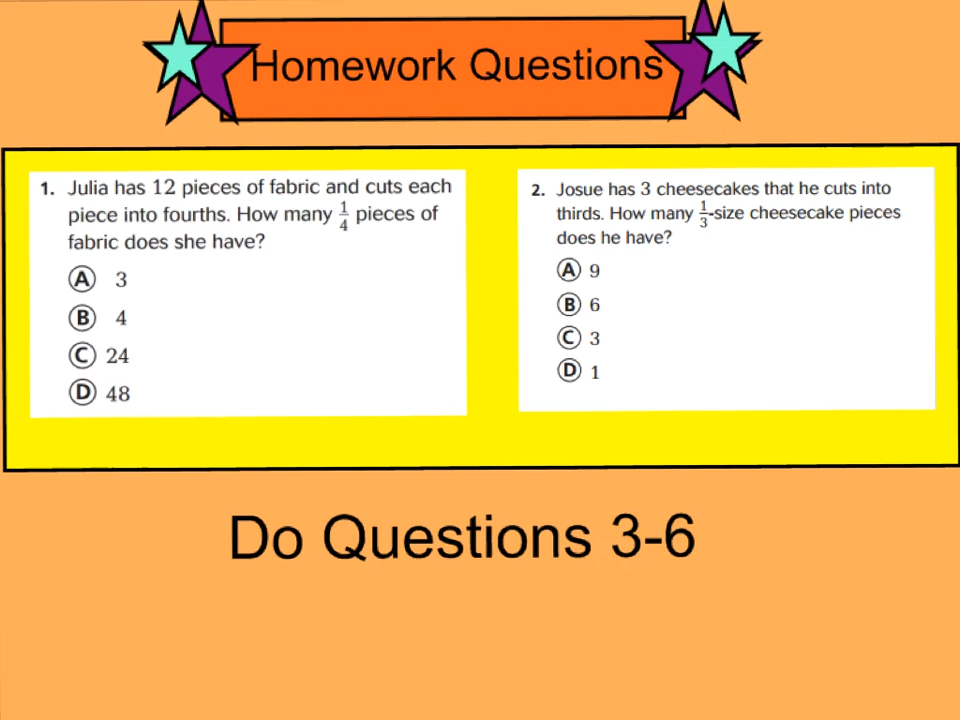 Homework Questions
1. Julia has 12 pieces of fabric and cuts each
piece into fourths. How many 1/4 pieces of
fabric does she have?
A 3
B 4
C 24
D 48
2. Josue has 3 cheesecakes that he cuts into
thirds. How many 1/3-size cheesecake pieces
does he have?
A 9
B 6
C 3
D 1
Do Questions 3-6